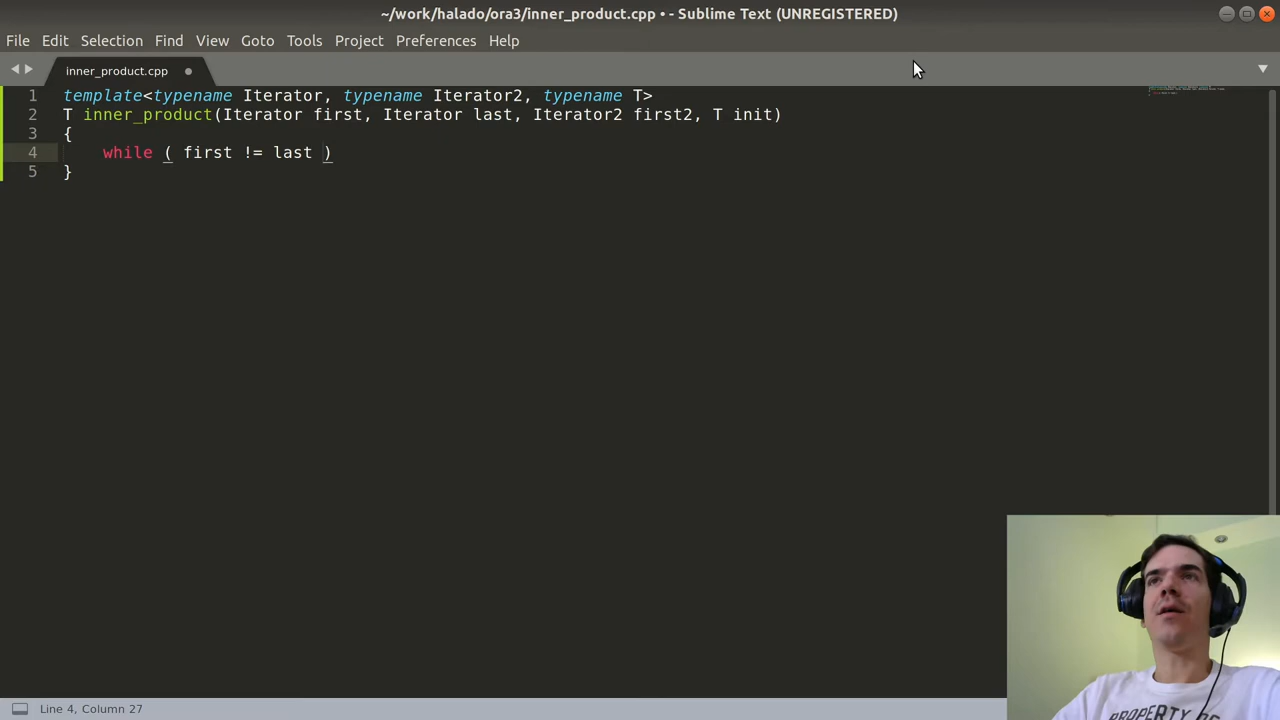 ~/work/halado/ora3/inner_product.cpp • - Sublime Text (UNREGISTERED)
File Edit Selection Find View Goto Tools Project Preferences Help
inner_product.cpp
1 template<typename Iterator, typename Iterator2, typename T>
2 T inner_product(Iterator first, Iterator last, Iterator2 first2, T init)
3 {
4     while ( first != last )
5 }
PROPERTY OF
Line 4, Column 27